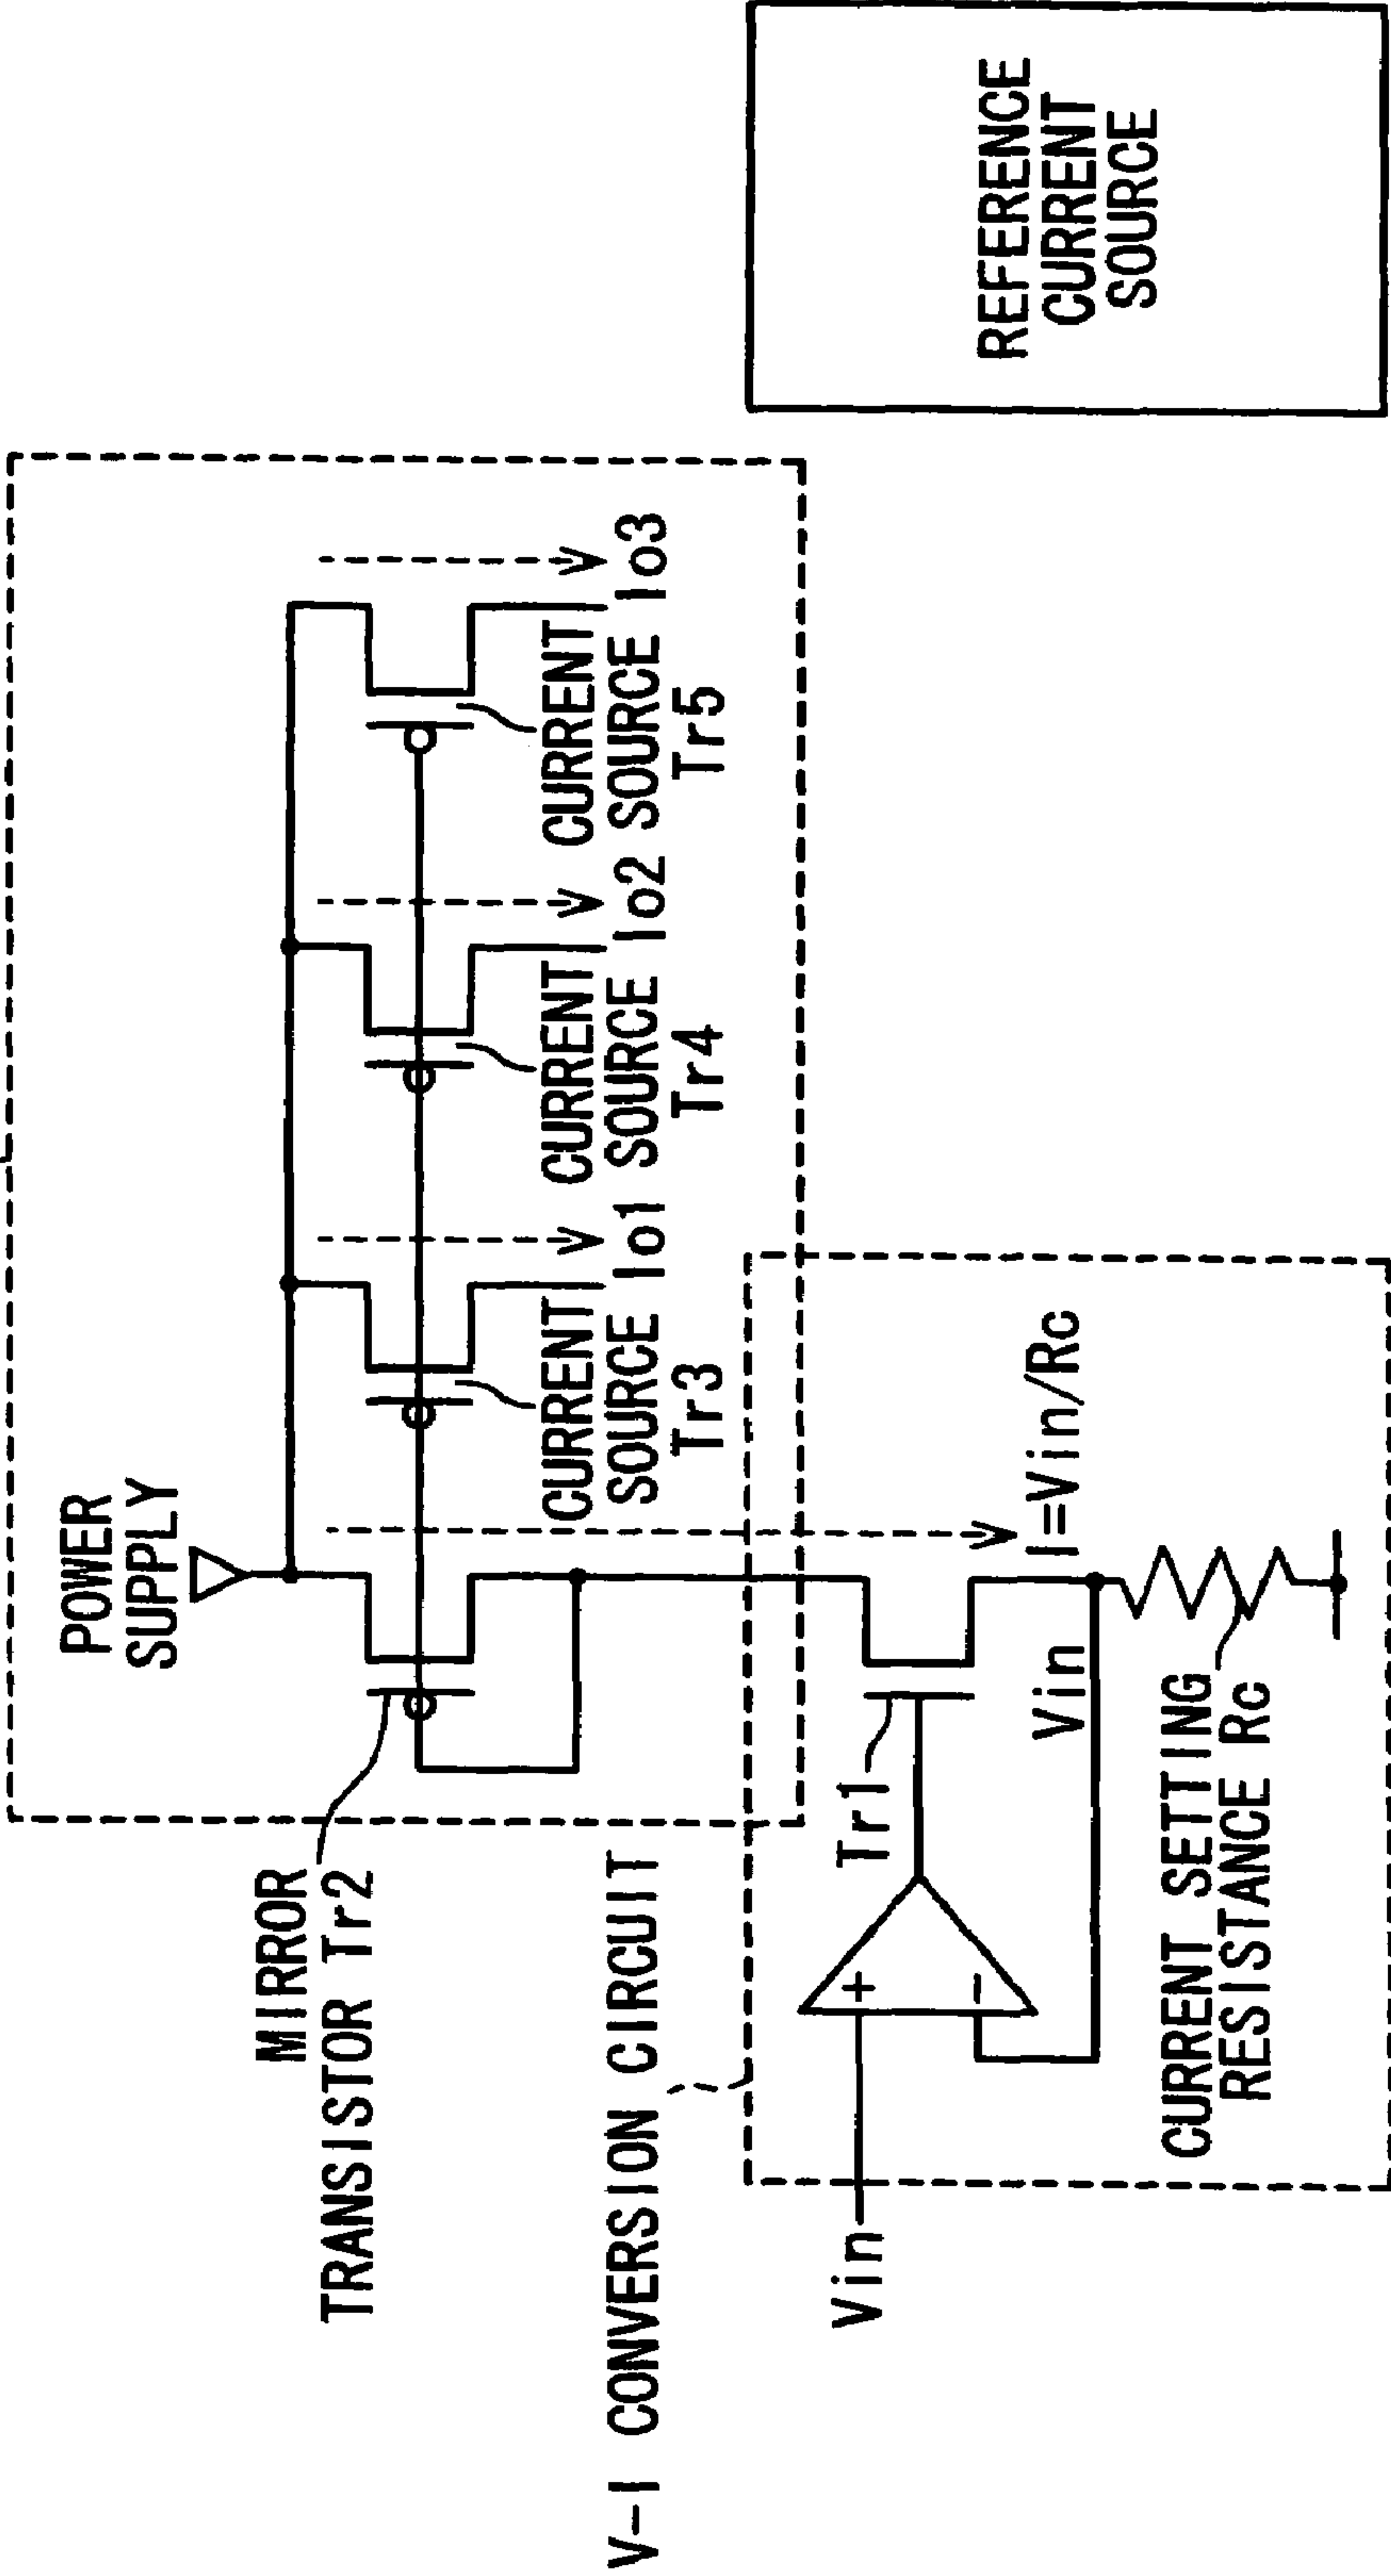 POWER
SUPPLY
MIRROR
TRANSISTOR Tr2
CURRENT
SOURCE
Tr3
Io1
CURRENT
SOURCE
Tr4
Io2
CURRENT
SOURCE
Tr5
Io3
V-I CONVERSION CIRCUIT
Vin
+
-
Tr1
Vin
I=Vin/Rc
CURRENT SETTING
RESISTANCE Rc
REFERENCE
CURRENT
SOURCE